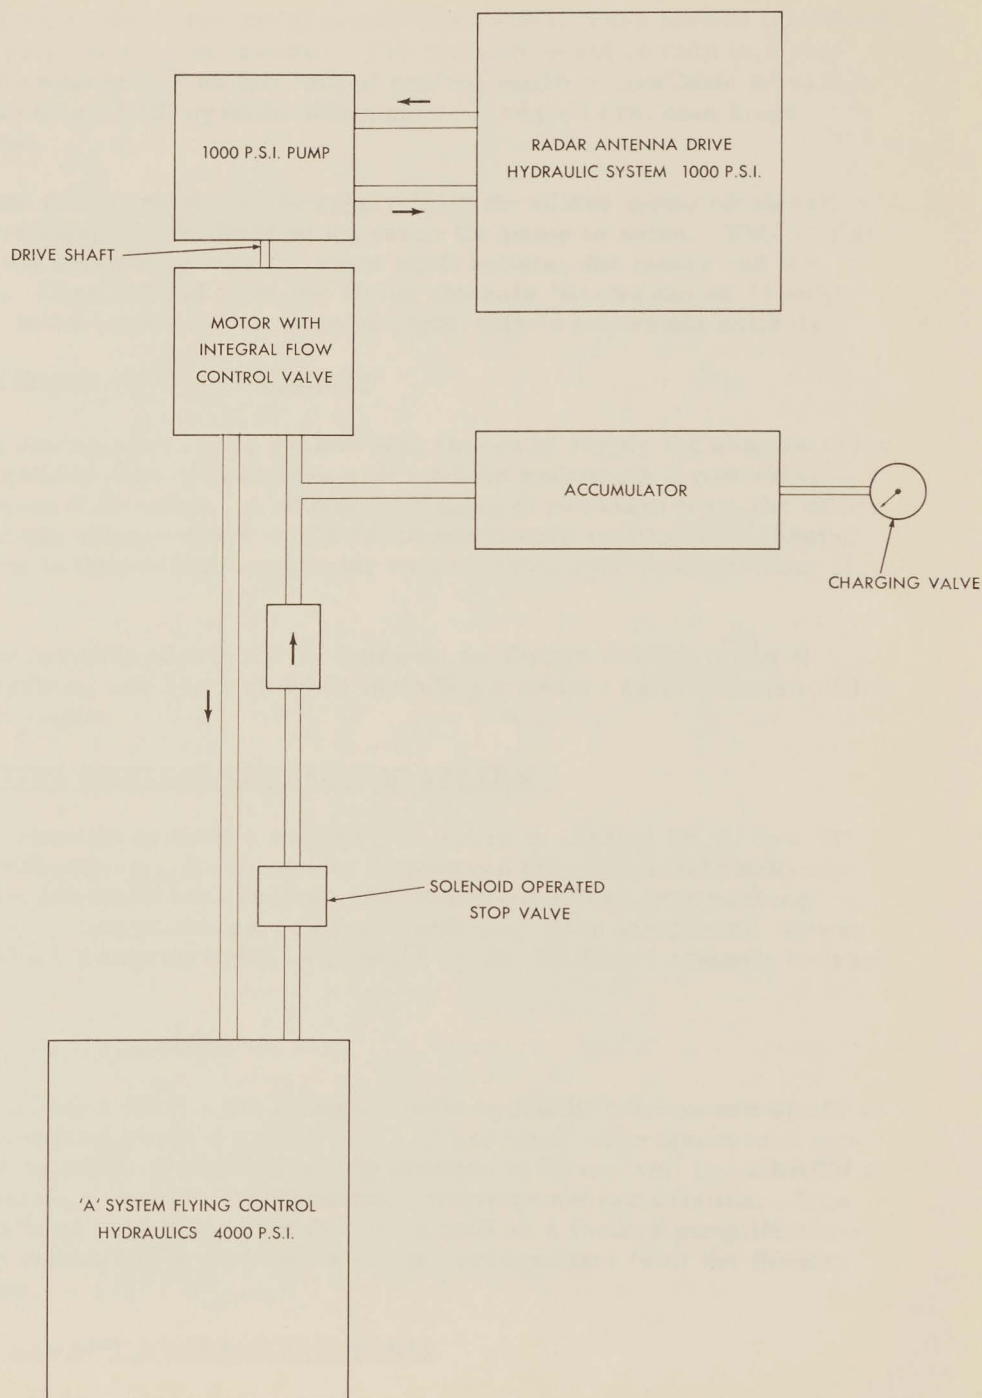 1000 P.S.I. PUMP
RADAR ANTENNA DRIVE
HYDRAULIC SYSTEM 1000 P.S.I.
DRIVE SHAFT
MOTOR WITH
INTEGRAL FLOW
CONTROL VALVE
ACCUMULATOR
CHARGING VALVE
SOLENOID OPERATED
STOP VALVE
'A' SYSTEM FLYING CONTROL
HYDRAULICS 4000 P.S.I.